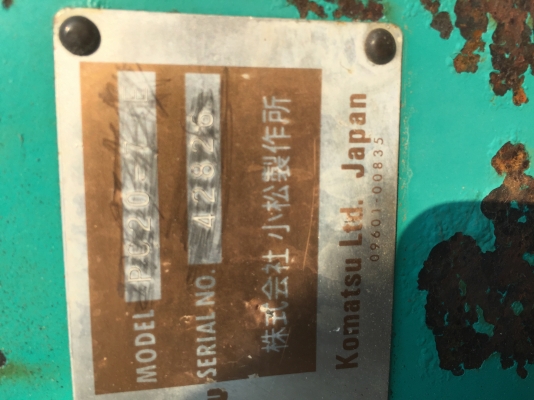 MODEL PC20
SERIAL NO. 42826
株式会社 小松製作所
Komatsu Ltd. Japan
09601-00835